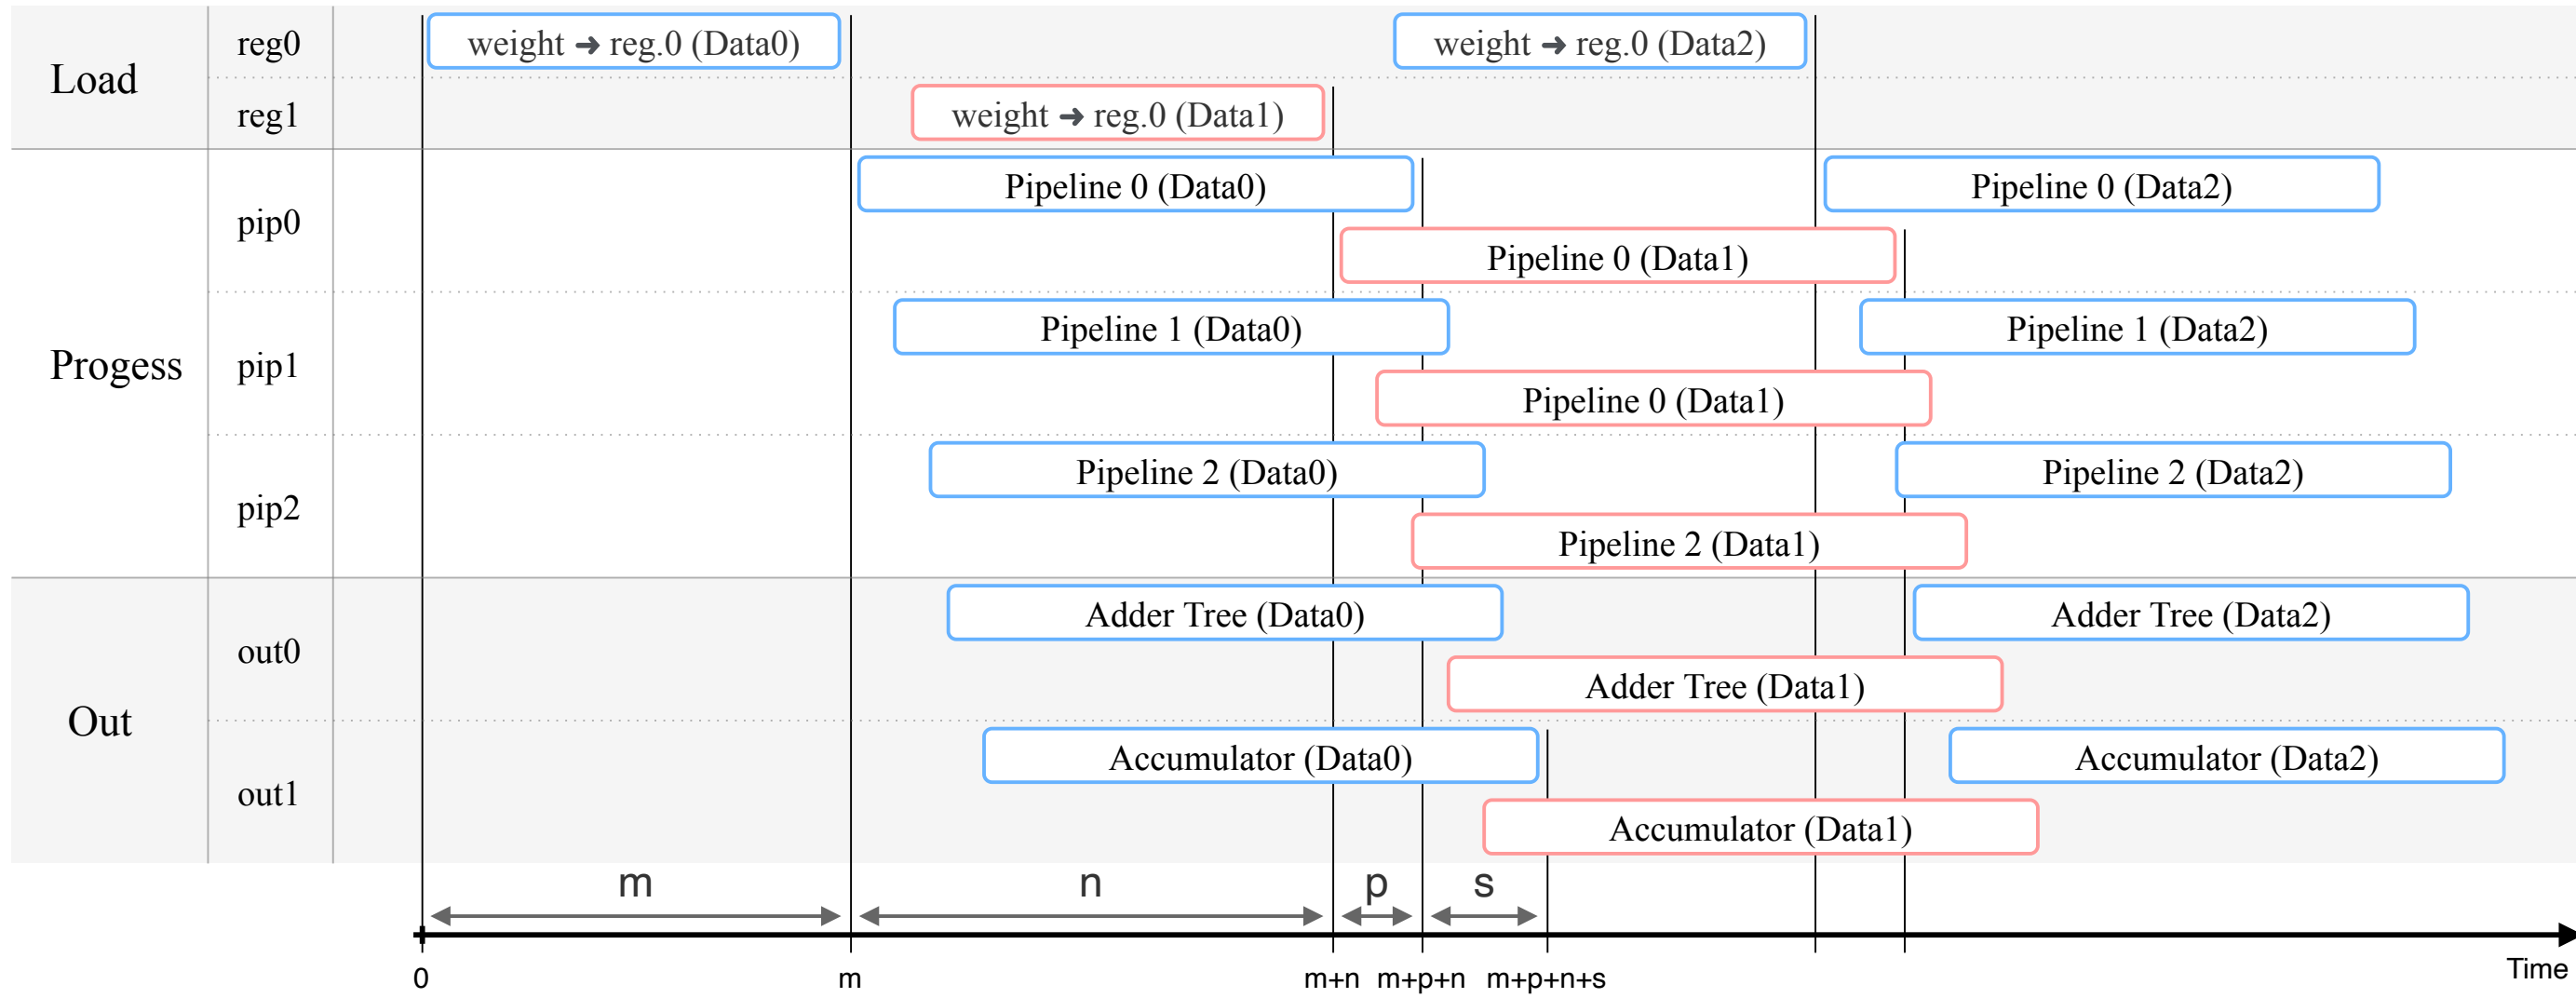 Load
reg0
weight → reg.0 (Data0)
weight → reg.0 (Data2)
reg1
weight → reg.0 (Data1)
Progess
pip0
Pipeline 0 (Data0)
Pipeline 0 (Data2)
Pipeline 0 (Data1)
pip1
Pipeline 1 (Data0)
Pipeline 1 (Data2)
Pipeline 0 (Data1)
pip2
Pipeline 2 (Data0)
Pipeline 2 (Data2)
Pipeline 2 (Data1)
Out
out0
Adder Tree (Data0)
Adder Tree (Data2)
Adder Tree (Data1)
out1
Accumulator (Data0)
Accumulator (Data2)
Accumulator (Data1)
m
n
p
s
0
m
m+n
m+p+n
m+p+n+s
Time